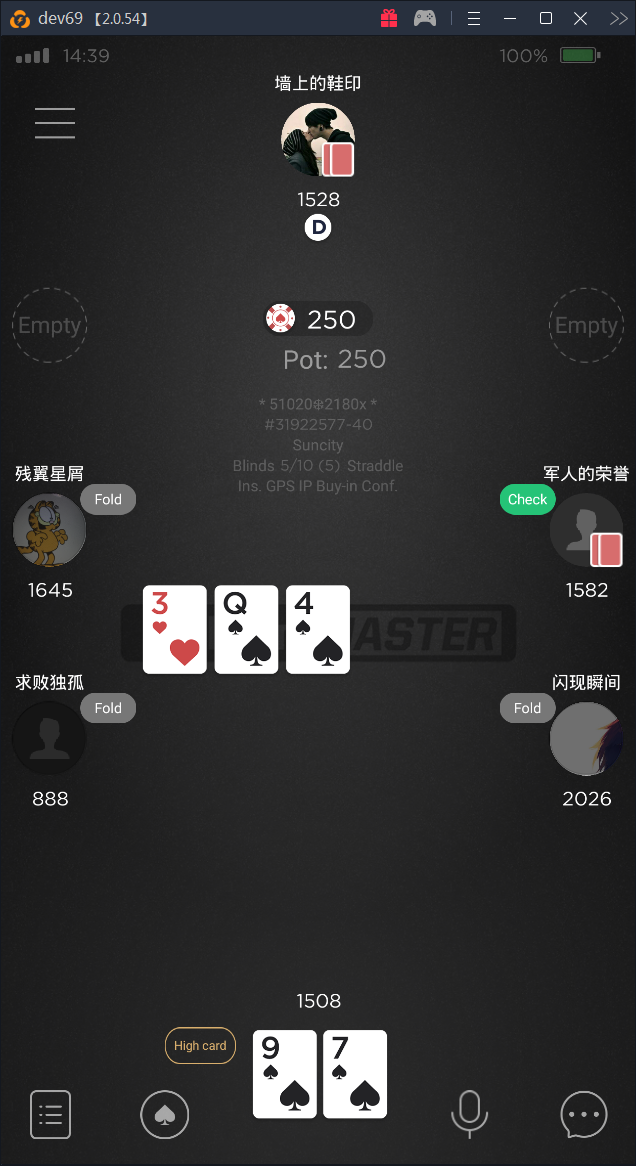 dev69 【2.0.54】
14:39
100%
墙上的鞋印
1528
D
Empty
250
Empty
Pot: 250
* 51020❄2180x *
#31922577-40
Suncity
Blinds 5/10 (5) Straddle
Ins. GPS IP Buy-in Conf.
残翼星屑
Fold
1645
军人的荣誉
Check
1582
3
Q
4
求败独孤
Fold
888
闪现瞬间
Fold
2026
1508
High card
9
7